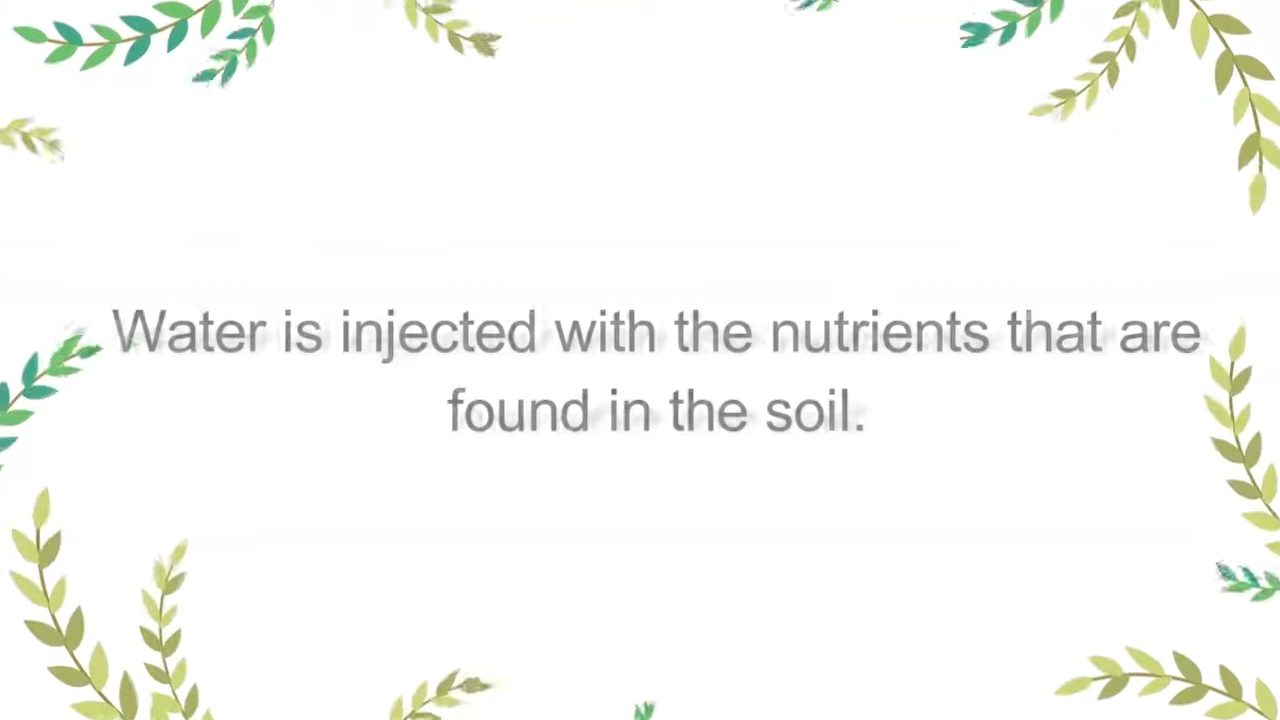 Water is injected with the nutrients that are
found in the soil.